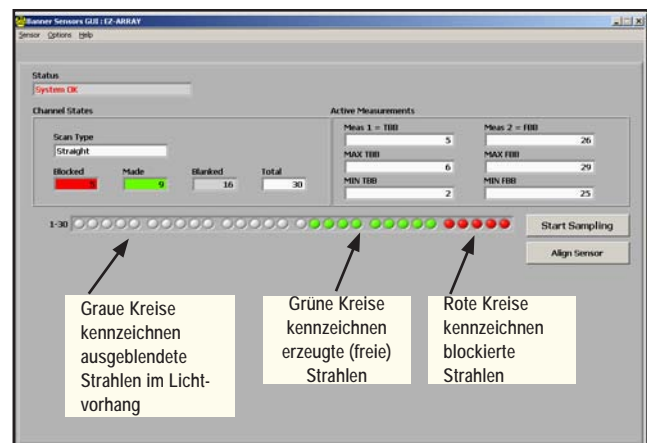 Banner Sensors GUI : EZ-ARRAY
Sensor Options Help
Status
System OK
Channel States
Scan Type
Straight
Blocked Made Blanked Total
5 9 16 30
Active Measurements
Meas 1 = TBB Meas 2 = FBB
5 26
MAX TBB MAX FBB
6 29
MIN TBB MIN FBB
2 25
1-30
Start Sampling
Align Sensor
Graue Kreise
kennzeichnen
ausgeblendete
Strahlen im Licht-
vorhang
Grüne Kreise
kennzeichnen
erzeugte (freie)
Strahlen
Rote Kreise
kennzeichnen
blockierte
Strahlen